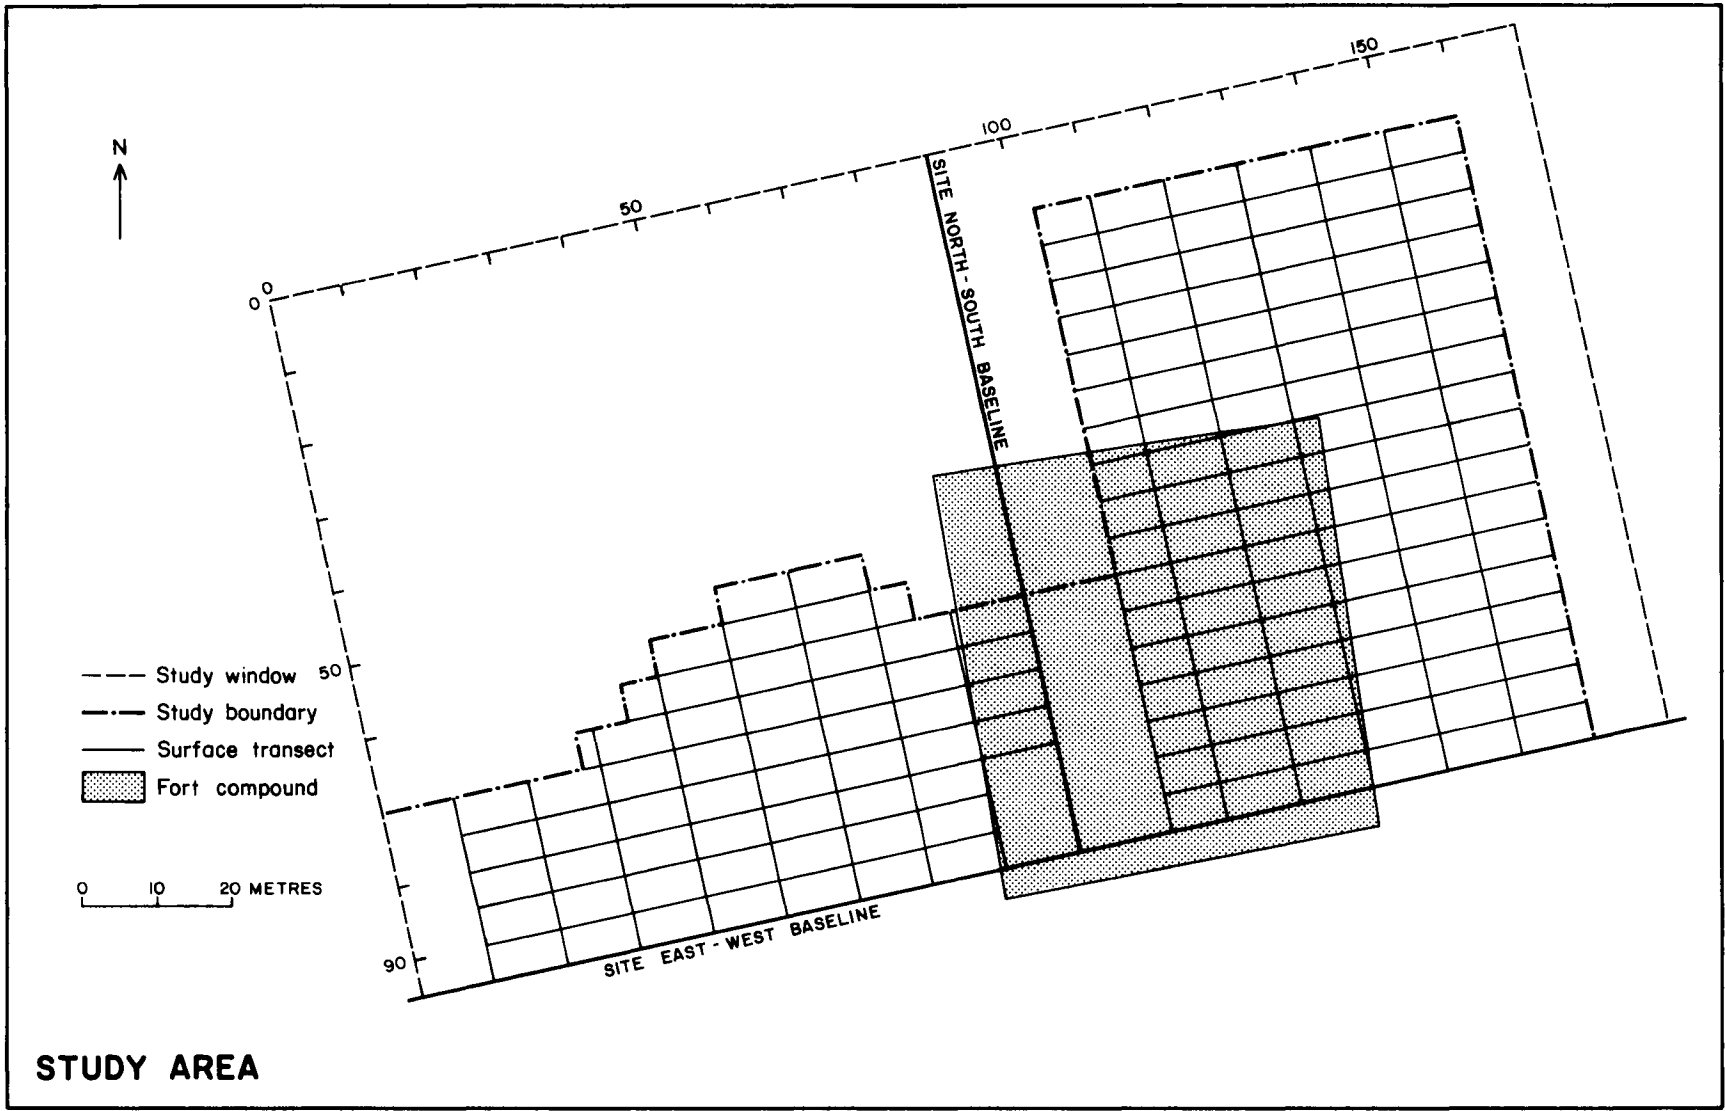 150
100
N
SITE NORTH-SOUTH BASELINE
50
0
0
50
Study window
Study boundary
Surface transect
Fort compound
0 10 20 METRES
90
SITE EAST-WEST BASELINE
STUDY AREA